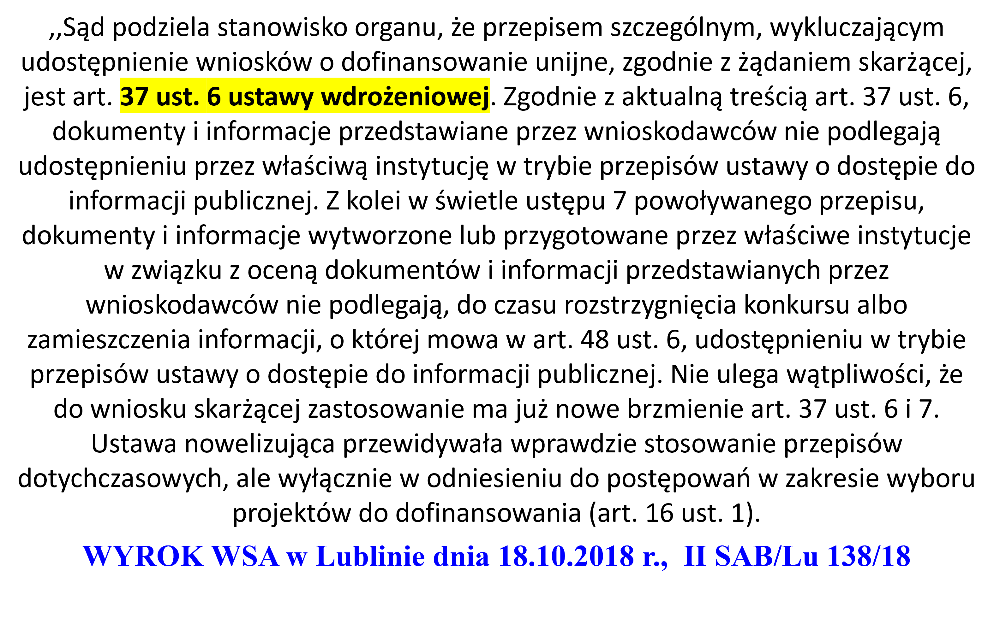 ,,Sąd podziela stanowisko organu, że przepisem szczególnym, wykluczającym
udostępnienie wniosków o dofinansowanie unijne, zgodnie z żądaniem skarżącej,
jest art. 37 ust. 6 ustawy wdrożeniowej. Zgodnie z aktualną treścią art. 37 ust. 6,
dokumenty i informacje przedstawiane przez wnioskodawców nie podlegają
udostępnieniu przez właściwą instytucję w trybie przepisów ustawy o dostępie do
informacji publicznej. Z kolei w świetle ustępu 7 powoływanego przepisu,
dokumenty i informacje wytworzone lub przygotowane przez właściwe instytucje
w związku z oceną dokumentów i informacji przedstawianych przez
wnioskodawców nie podlegają, do czasu rozstrzygnięcia konkursu albo
zamieszczenia informacji, o której mowa w art. 48 ust. 6, udostępnieniu w trybie
przepisów ustawy o dostępie do informacji publicznej. Nie ulega wątpliwości, że
do wniosku skarżącej zastosowanie ma już nowe brzmienie art. 37 ust. 6 i 7.
Ustawa nowelizująca przewidywała wprawdzie stosowanie przepisów
dotychczasowych, ale wyłącznie w odniesieniu do postępowań w zakresie wyboru
projektów do dofinansowania (art. 16 ust. 1).
WYROK WSA w Lublinie dnia 18.10.2018 r., II SAB/Lu 138/18